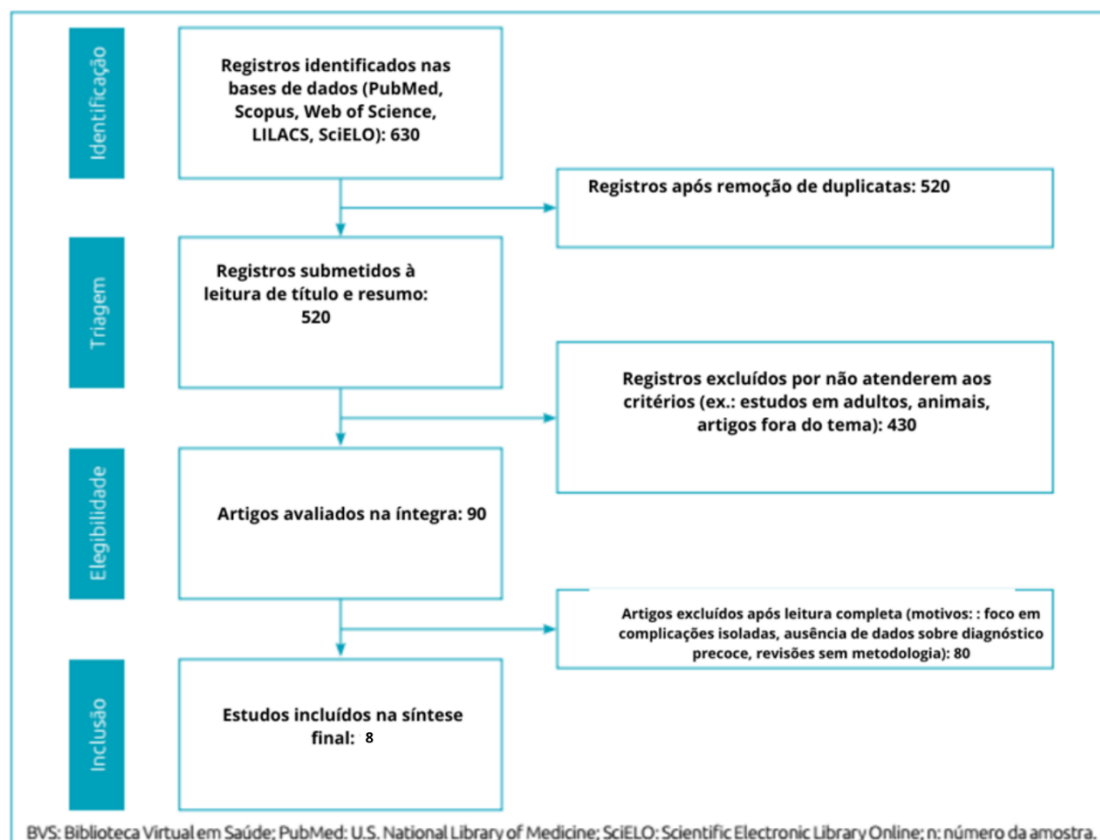 Identificação
Registros identificados nas
bases de dados (PubMed,
Scopus, Web of Science,
LILACS, SciELO): 630
Registros após remoção de duplicatas: 520
Triagem
Registros submetidos à
leitura de título e resumo:
520
Registros excluídos por não atenderem aos
critérios (ex.: estudos em adultos, animais,
artigos fora do tema): 430
Elegibilidade
Artigos avaliados na íntegra: 90
Artigos excluídos após leitura completa (motivos: : foco em
complicações isoladas, ausência de dados sobre diagnóstico
precoce, revisões sem metodologia): 80
Inclusão
Estudos incluídos na síntese
final: 8
BVS: Biblioteca Virtual em Saúde; PubMed: U.S. National Library of Medicine; SciELO: Scientific Electronic Library Online; n: número da amostra.